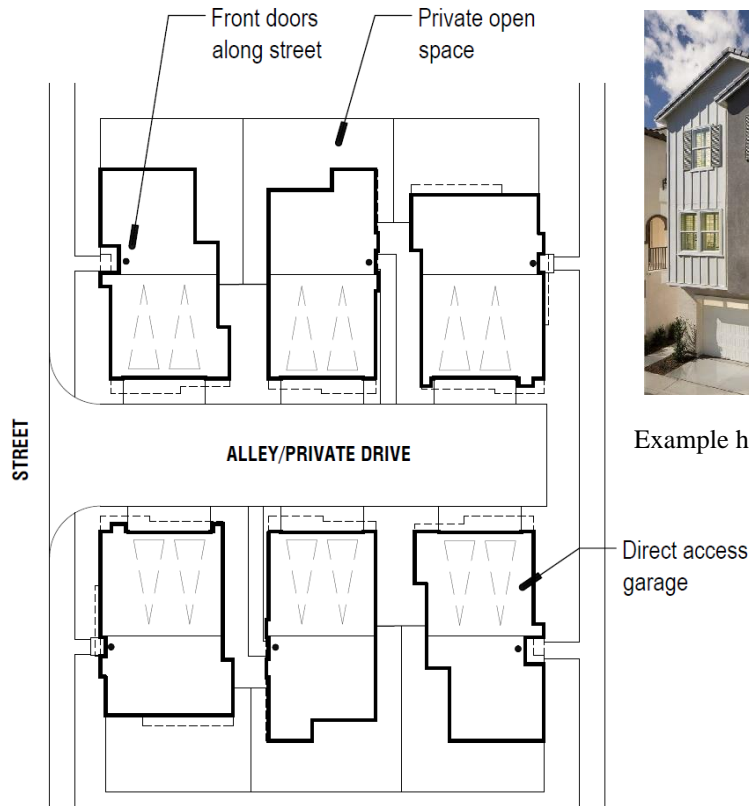 Front doors
along street
Private open
space
STREET
ALLEY/PRIVATE DRIVE
Example h
Direct access
garage